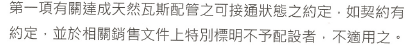 第一項有關達成天然瓦斯配管之可接通狀態之約定，如契約有
約定，並於相關銷售文件上特別標明不予配設者，不適用之。